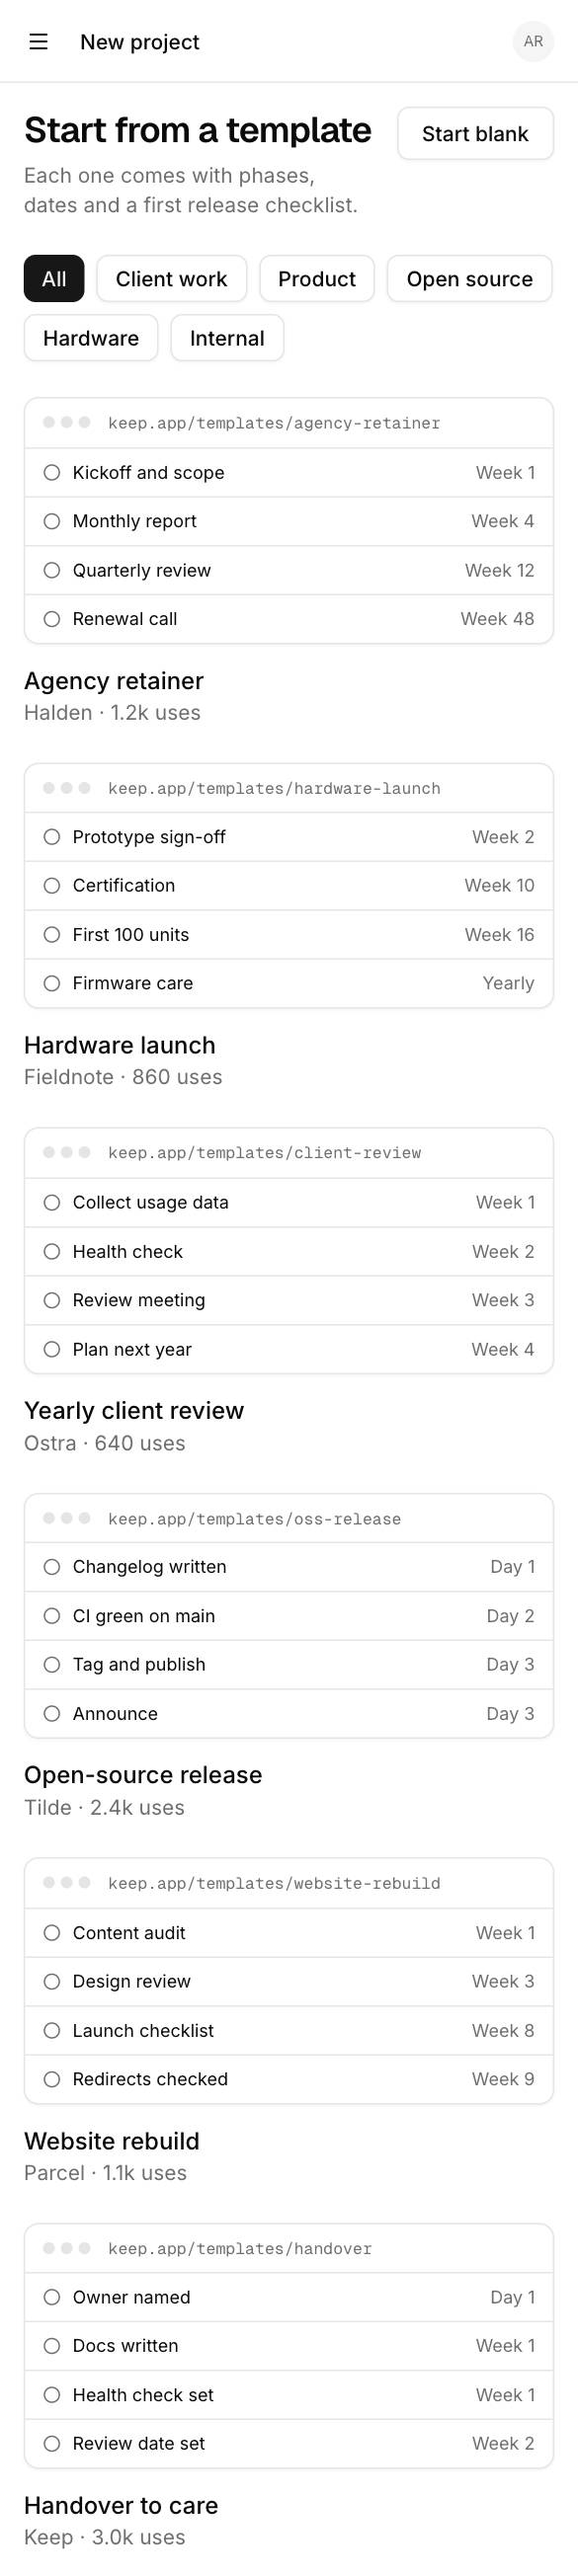 New project
AR
Start from a template
Start blank
Each one comes with phases,
dates and a first release checklist.
All
Client work
Product
Open source
Hardware
Internal
keep.app/templates/agency-retainer
Kickoff and scope Week 1
Monthly report Week 4
Quarterly review Week 12
Renewal call Week 48
Agency retainer
Halden · 1.2k uses
keep.app/templates/hardware-launch
Prototype sign-off Week 2
Certification Week 10
First 100 units Week 16
Firmware care Yearly
Hardware launch
Fieldnote · 860 uses
keep.app/templates/client-review
Collect usage data Week 1
Health check Week 2
Review meeting Week 3
Plan next year Week 4
Yearly client review
Ostra · 640 uses
keep.app/templates/oss-release
Changelog written Day 1
CI green on main Day 2
Tag and publish Day 3
Announce Day 3
Open-source release
Tilde · 2.4k uses
keep.app/templates/website-rebuild
Content audit Week 1
Design review Week 3
Launch checklist Week 8
Redirects checked Week 9
Website rebuild
Parcel · 1.1k uses
keep.app/templates/handover
Owner named Day 1
Docs written Week 1
Health check set Week 1
Review date set Week 2
Handover to care
Keep · 3.0k uses